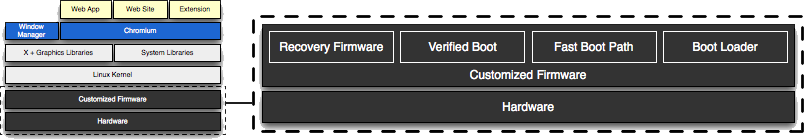 Web App
Web Site
Extension
Window
Manager
Chromium
X + Graphics Libraries
System Libraries
Linux Kernel
Customized Firmware
Hardware
Recovery Firmware
Verified Boot
Fast Boot Path
Boot Loader
Customized Firmware
Hardware